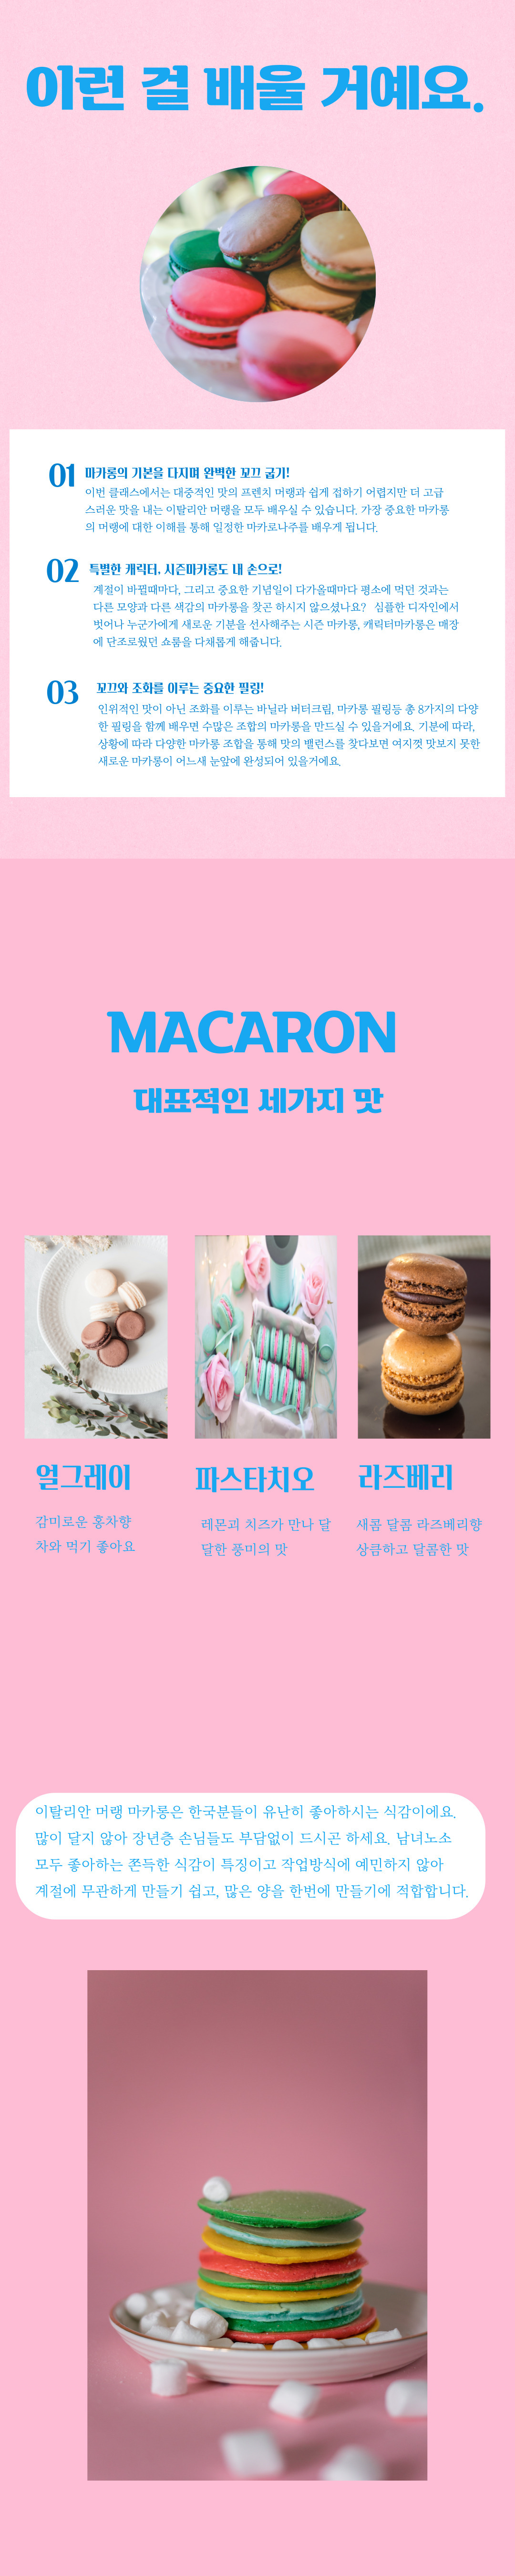 이런 걸 배울 거예요.
01 마카롱의 기본을 다지며 완벽한 꼬끄 굽기!
이번 클래스에서는 대중적인 맛의 프렌치 머랭과 쉽게 접하기 어렵지만 더 고급
스러운 맛을 내는 이탈리안 머랭을 모두 배우실 수 있습니다. 가장 중요한 마카롱
의 머랭에 대한 이해를 통해 일정한 마카로나주를 배우게 됩니다.
02 특별한 캐릭터, 시즌마카롱도 내 손으로!
계절이 바뀔때마다, 그리고 중요한 기념일이 다가올때마다 평소에 먹던 것과는
다른 모양과 다른 색감의 마카롱을 찾곤 하시지 않으셨나요? 심플한 디자인에서
벗어나 누군가에게 새로운 기분을 선사해주는 시즌 마카롱, 캐릭터마카롱은 매장
에 단조로웠던 쇼룸을 다채롭게 해줍니다.
03 꼬끄와 조화를 이루는 중요한 필링!
인위적인 맛이 아닌 조화를 이루는 바닐라 버터크림, 마카롱 필링등 총 8가지의 다양
한 필링을 함께 배우면 수많은 조합의 마카롱을 만드실 수 있을거에요. 기분에 따라,
상황에 따라 다양한 마카롱 조합을 통해 맛의 밸런스를 찾다보면 여지껏 맛보지 못한
새로운 마카롱이 어느새 눈앞에 완성되어 있을거에요.
MACARON
대표적인 세가지 맛
얼그레이
감미로운 홍차향
차와 먹기 좋아요
파스타치오
레몬괴 치즈가 만나 달
달한 풍미의 맛
라즈베리
새콤 달콤 라즈베리향
상큼하고 달콤한 맛
이탈리안 머랭 마카롱은 한국분들이 유난히 좋아하시는 식감이에요.
많이 달지 않아 장년층 손님들도 부담없이 드시곤 하세요. 남녀노소
모두 좋아하는 쫀득한 식감이 특징이고 작업방식에 예민하지 않아
계절에 무관하게 만들기 쉽고, 많은 양을 한번에 만들기에 적합합니다.